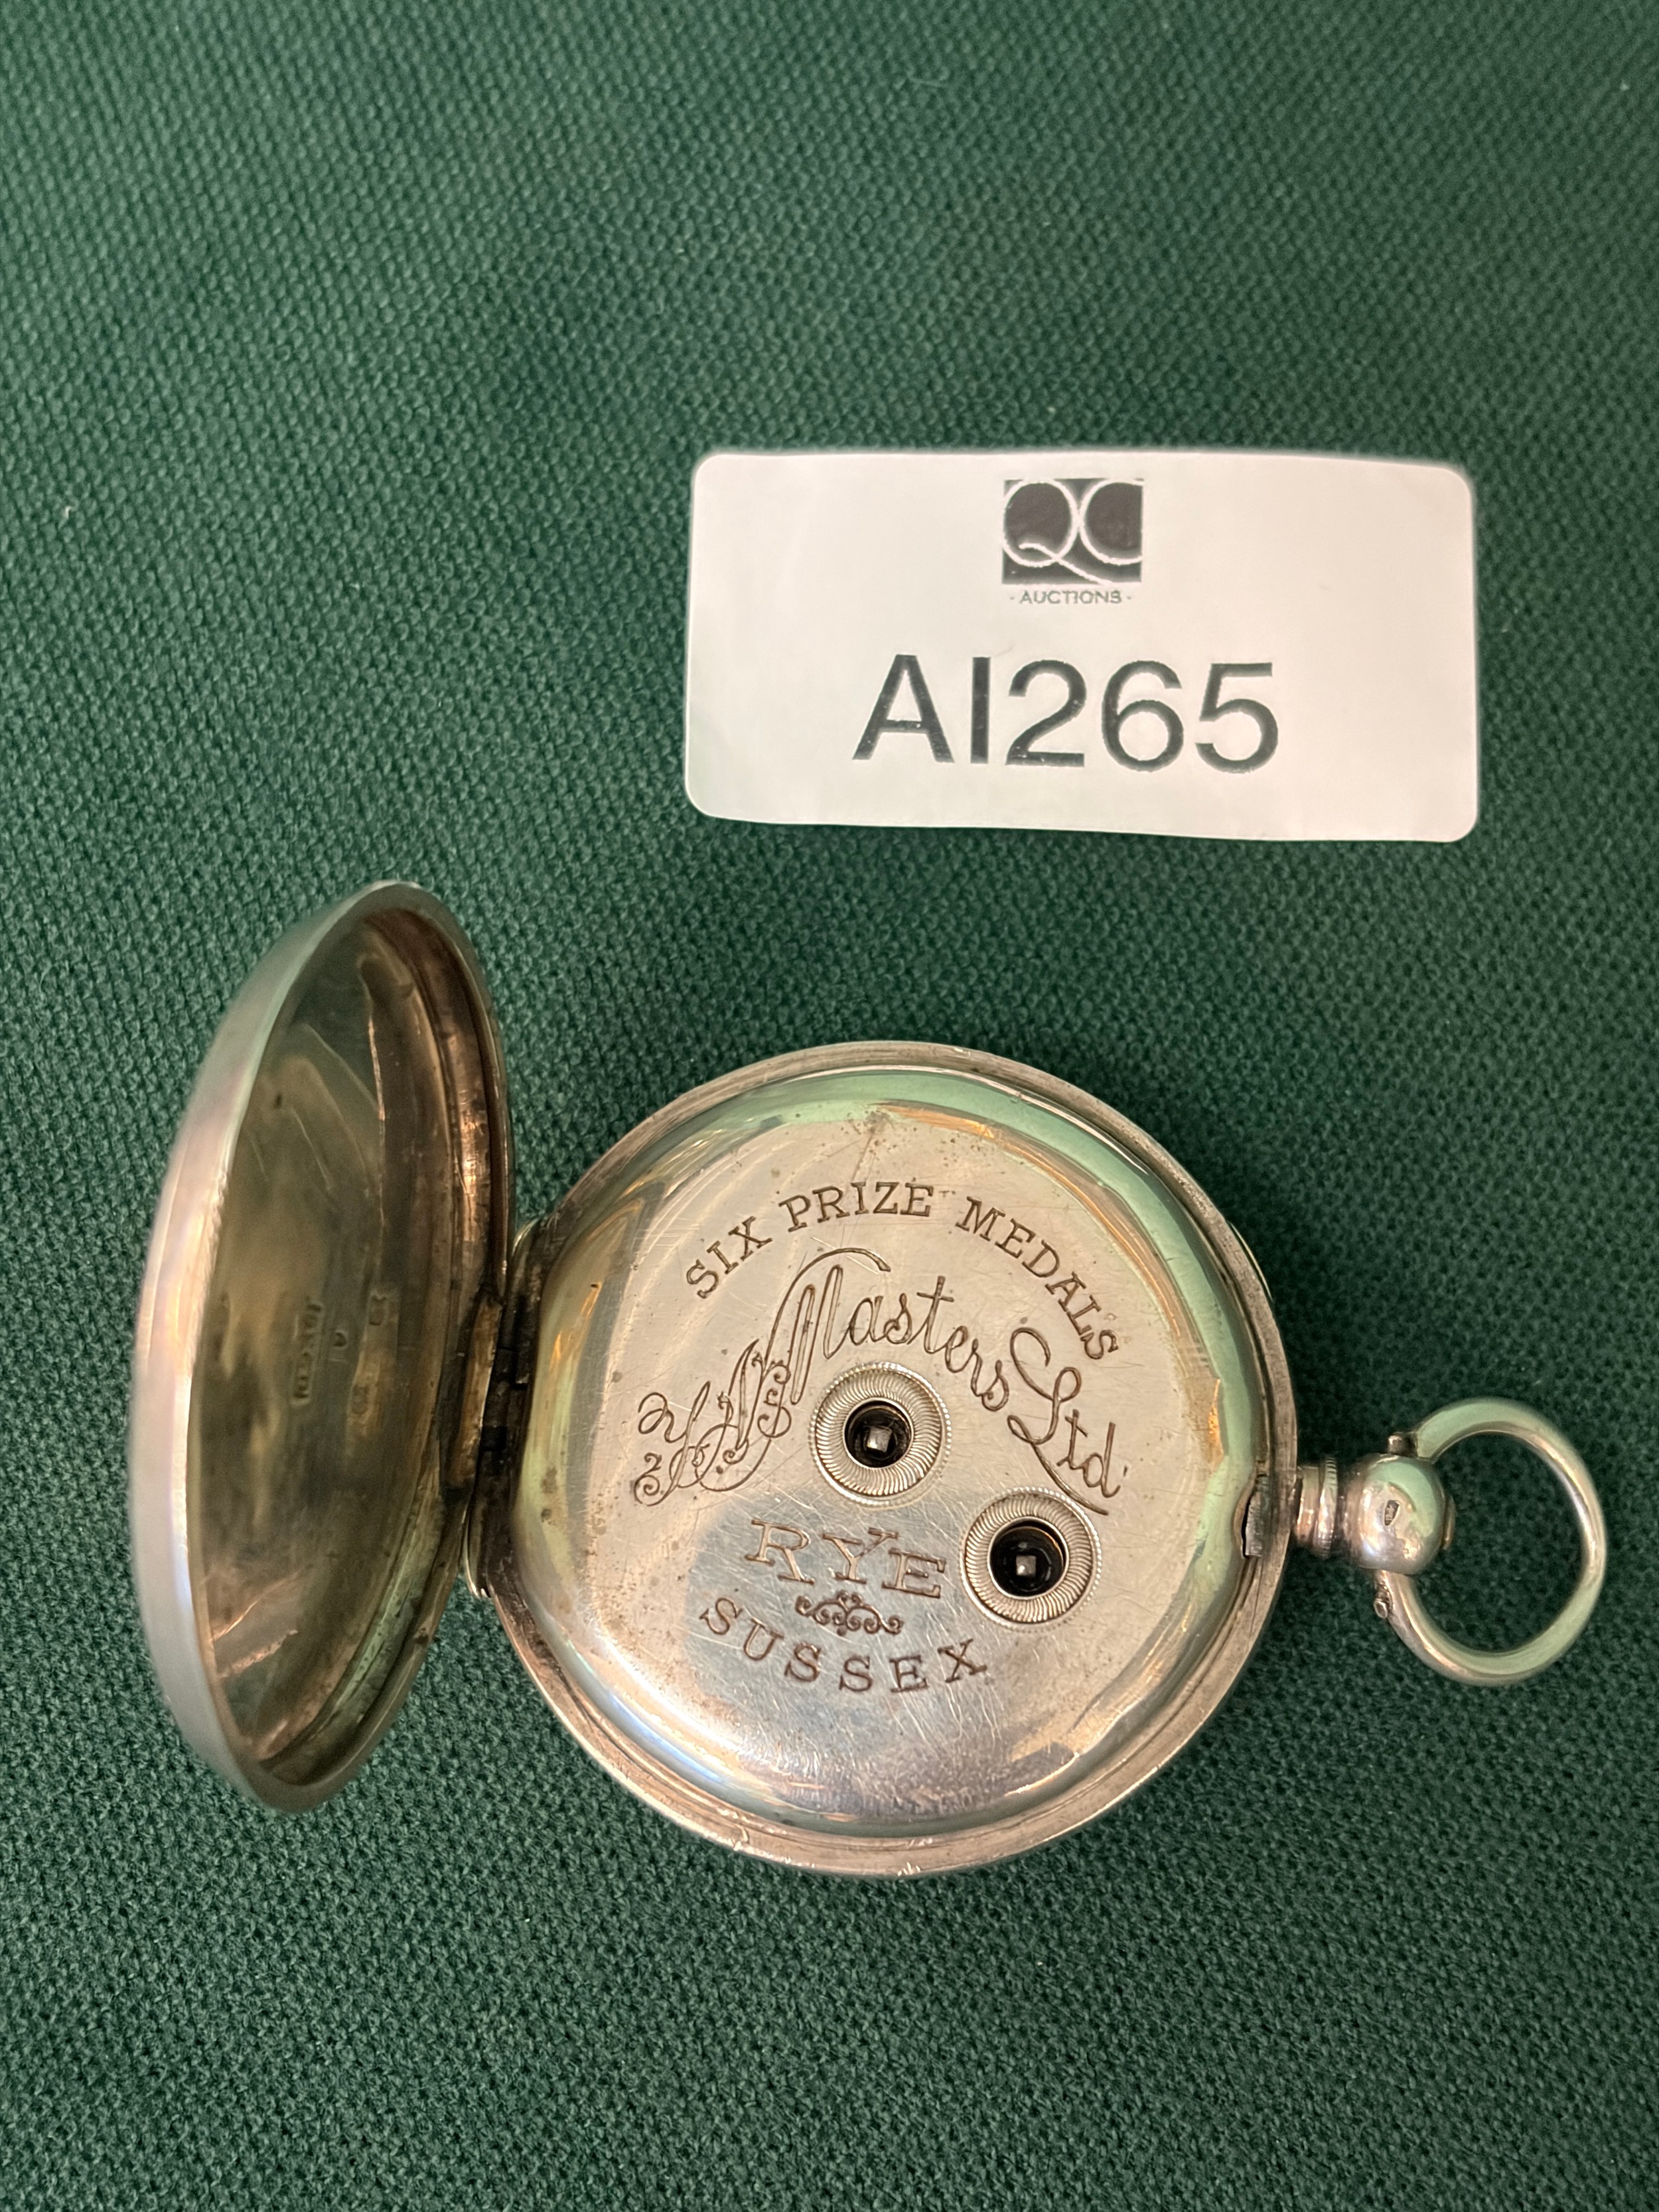 QC
- AUCTIONS -
AI265
SIX PRIZE MEDALS
Masters Ltd
RYE
SUSSEX